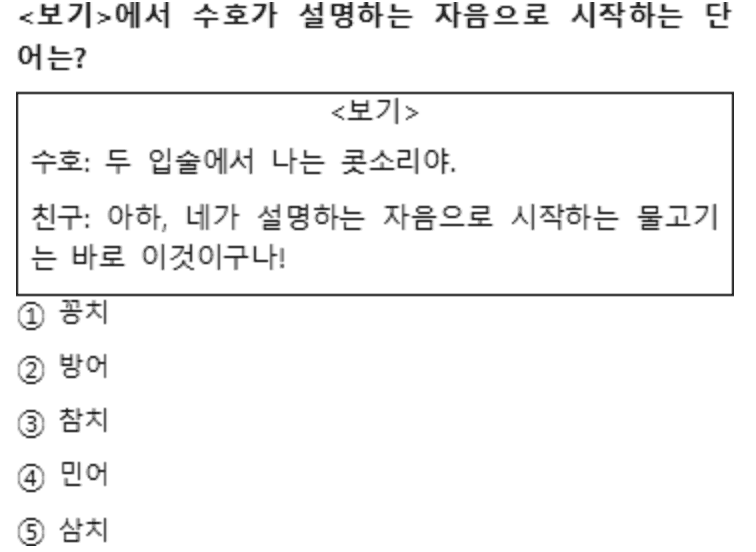 <보기>에서 수호가 설명하는 자음으로 시작하는 단
어는?
<보기>
수호: 두 입술에서 나는 콧소리야.
친구: 아하, 네가 설명하는 자음으로 시작하는 물고기
는 바로 이것이구나!
① 꽁치
② 방어
③ 참치
④ 민어
⑤ 삼치